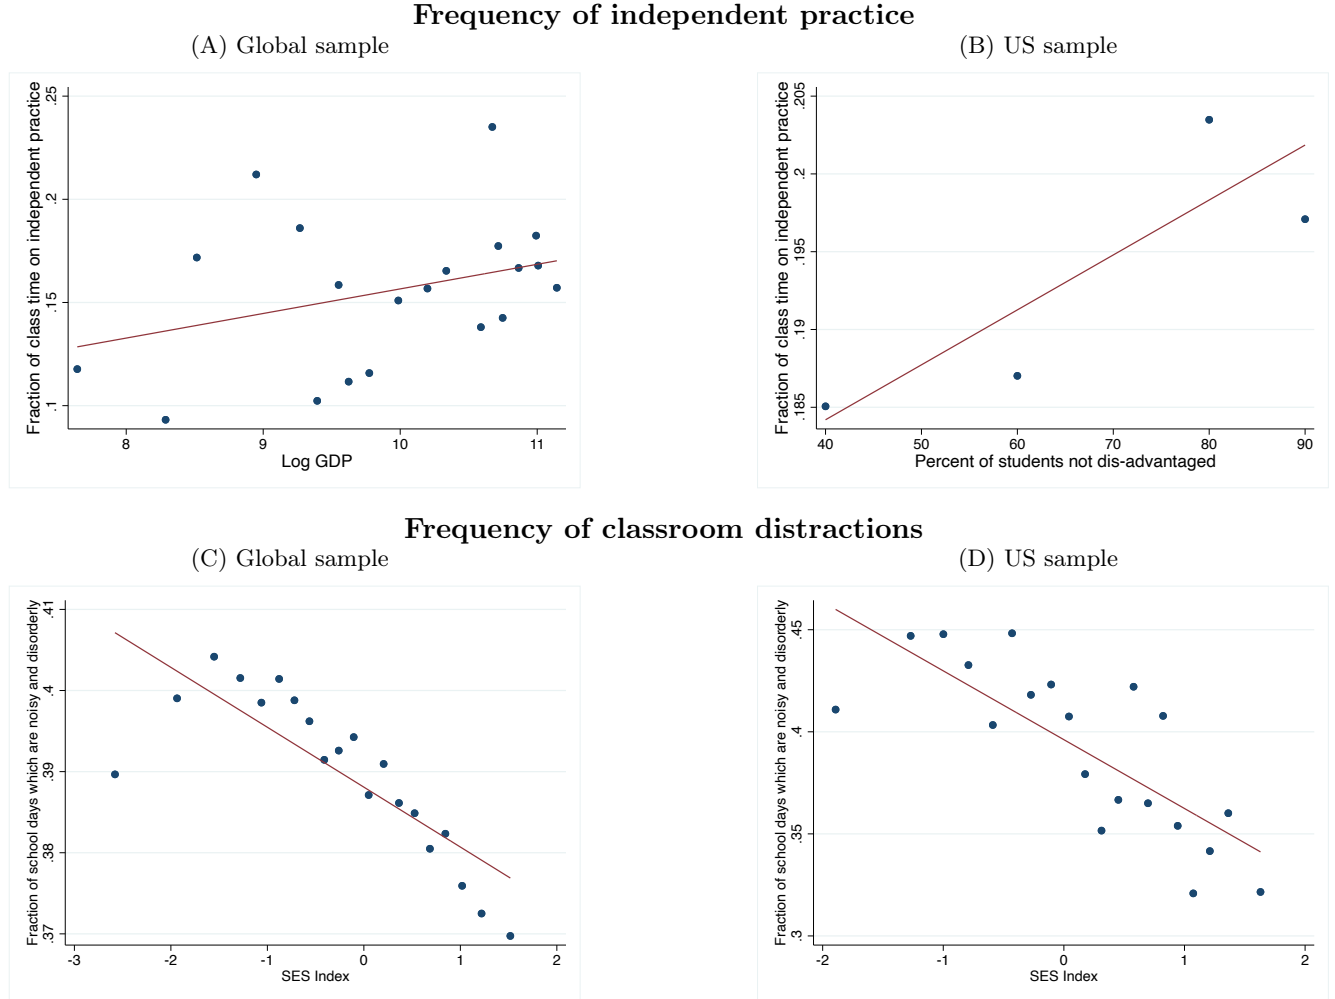 Frequency of independent practice
(A) Global sample
(B) US sample
Fraction of class time on independent practice
.25
.2
.15
.1
8
9
10
11
Log GDP
Fraction of class time on independent practice
.205
.2
.195
.19
.185
40
50
60
70
80
90
Percent of students not dis-advantaged
Frequency of classroom distractions
(C) Global sample
(D) US sample
Fraction of school days which are noisy and disorderly
.41
.4
.39
.38
.37
-3
-2
-1
0
1
2
SES Index
Fraction of school days which are noisy and disorderly
.45
.4
.35
.3
-2
-1
0
1
2
SES Index